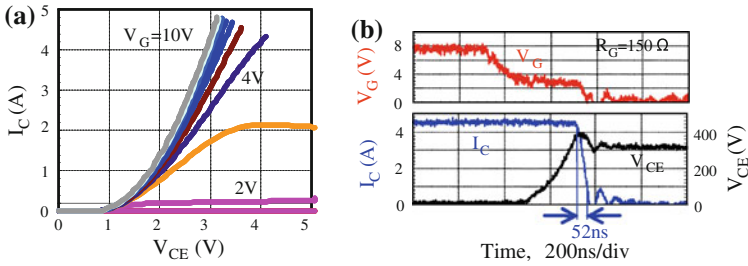 (a)
5
4
3
2
1
0
I_C (A)
V_G=10V
4V
2V
0 1 2 3 4 5
V_CE (V)
(b)
8
4
0
V_G (V)
V_G
R_G=150 Ω
4
2
0
I_C (A)
I_C
V_CE
400
200
0
V_CE (V)
52ns
Time, 200ns/div